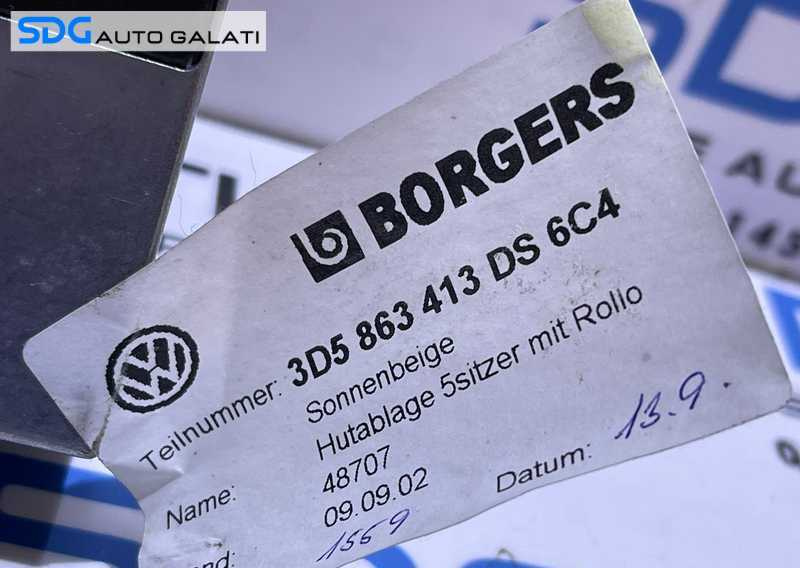 SDG AUTO GALATI
BORGERS
Teilnummer: 3D5 863 413 DS 6C4
Sonnenbeige
Hutablage 5sitzer mit Rollo
Name: 48707
09.09.02 Datum: 13.9.
1559